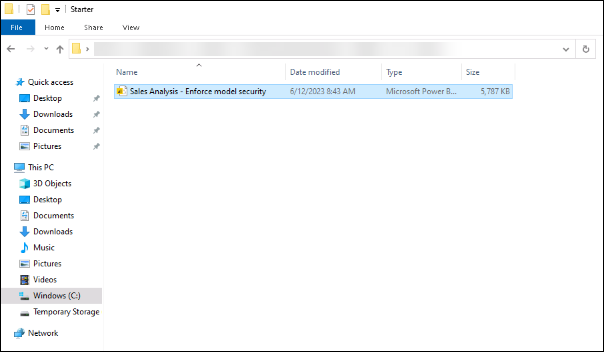 Starter
File Home Share View
Name Date modified Type Size
Sales Analysis - Enforce model security 6/12/2023 8:43 AM Microsoft Power B... 5,787 KB
Quick access
Desktop
Downloads
Documents
Pictures
This PC
3D Objects
Desktop
Documents
Downloads
Music
Pictures
Videos
Windows (C:)
Temporary Storage
Network